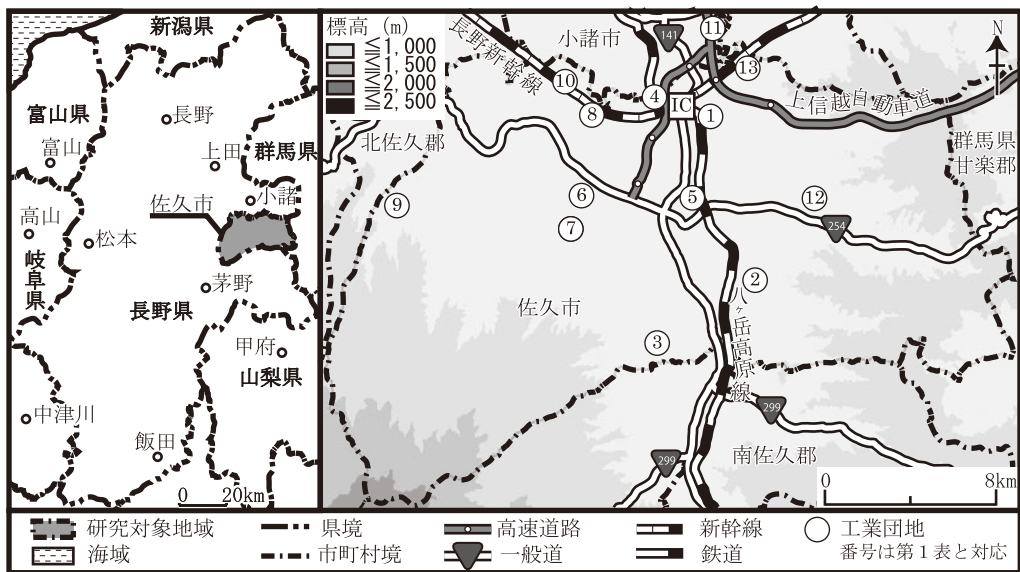 新潟県
富山県
長野
富山
上田
群馬県
小諸
佐久市
高山
松本
岐阜県
茅野
長野県
甲府
山梨県
中津川
飯田
0 20km
標高 (m)
≦1,000
≦1,500
≦2,000
≦2,500
長野新幹線
小諸市
141
⑪
N
⑬
⑩
④
IC
⑧
①
上信越自動車道
北佐久郡
群馬県
甘楽郡
⑨
⑥
⑤
⑫
⑦
254
②
佐久市
八ヶ岳高原線
③
299
299
南佐久郡
0 8km
研究対象地域
県境
高速道路
新幹線
工業団地
海域
市町村境
一般道
鉄道
番号は第1表と対応